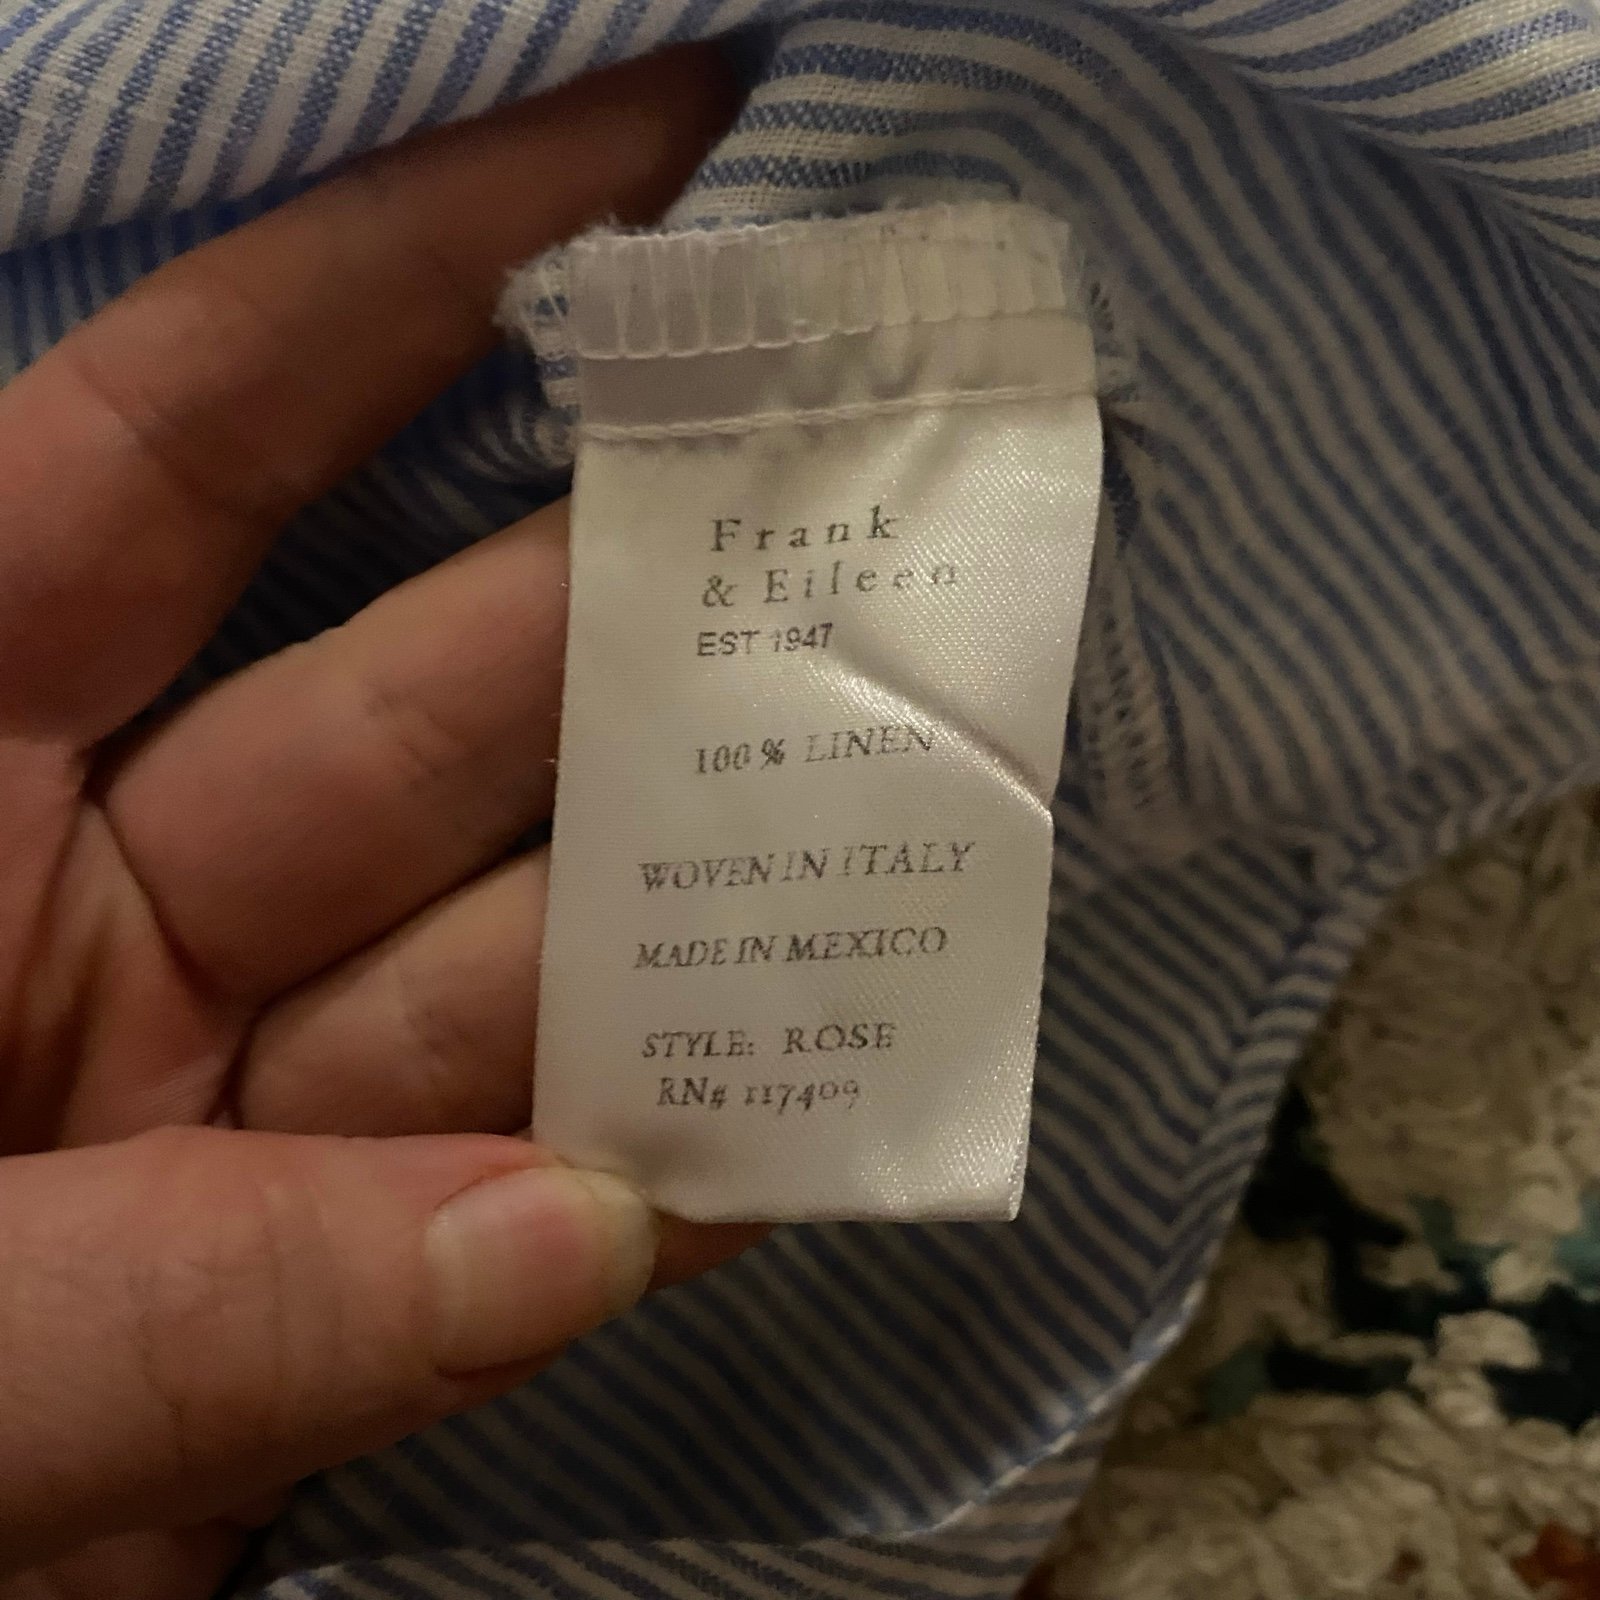 Frank
& Eileen
EST 1947
100% LINEN
WOVEN IN ITALY
MADE IN MEXICO
STYLE: ROSE
RN# 117409